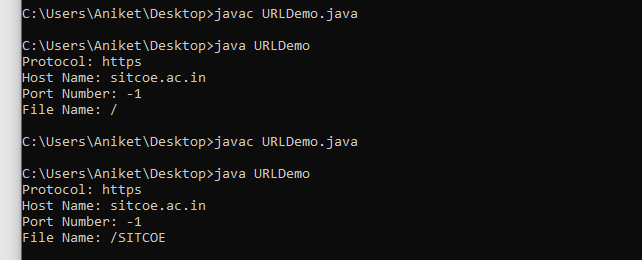 C:\Users\Aniket\Desktop>javac URLDemo.java
C:\Users\Aniket\Desktop>java URLDemo
Protocol: https
Host Name: sitcoe.ac.in
Port Number: -1
File Name: /
C:\Users\Aniket\Desktop>javac URLDemo.java
C:\Users\Aniket\Desktop>java URLDemo
Protocol: https
Host Name: sitcoe.ac.in
Port Number: -1
File Name: /SITCOE